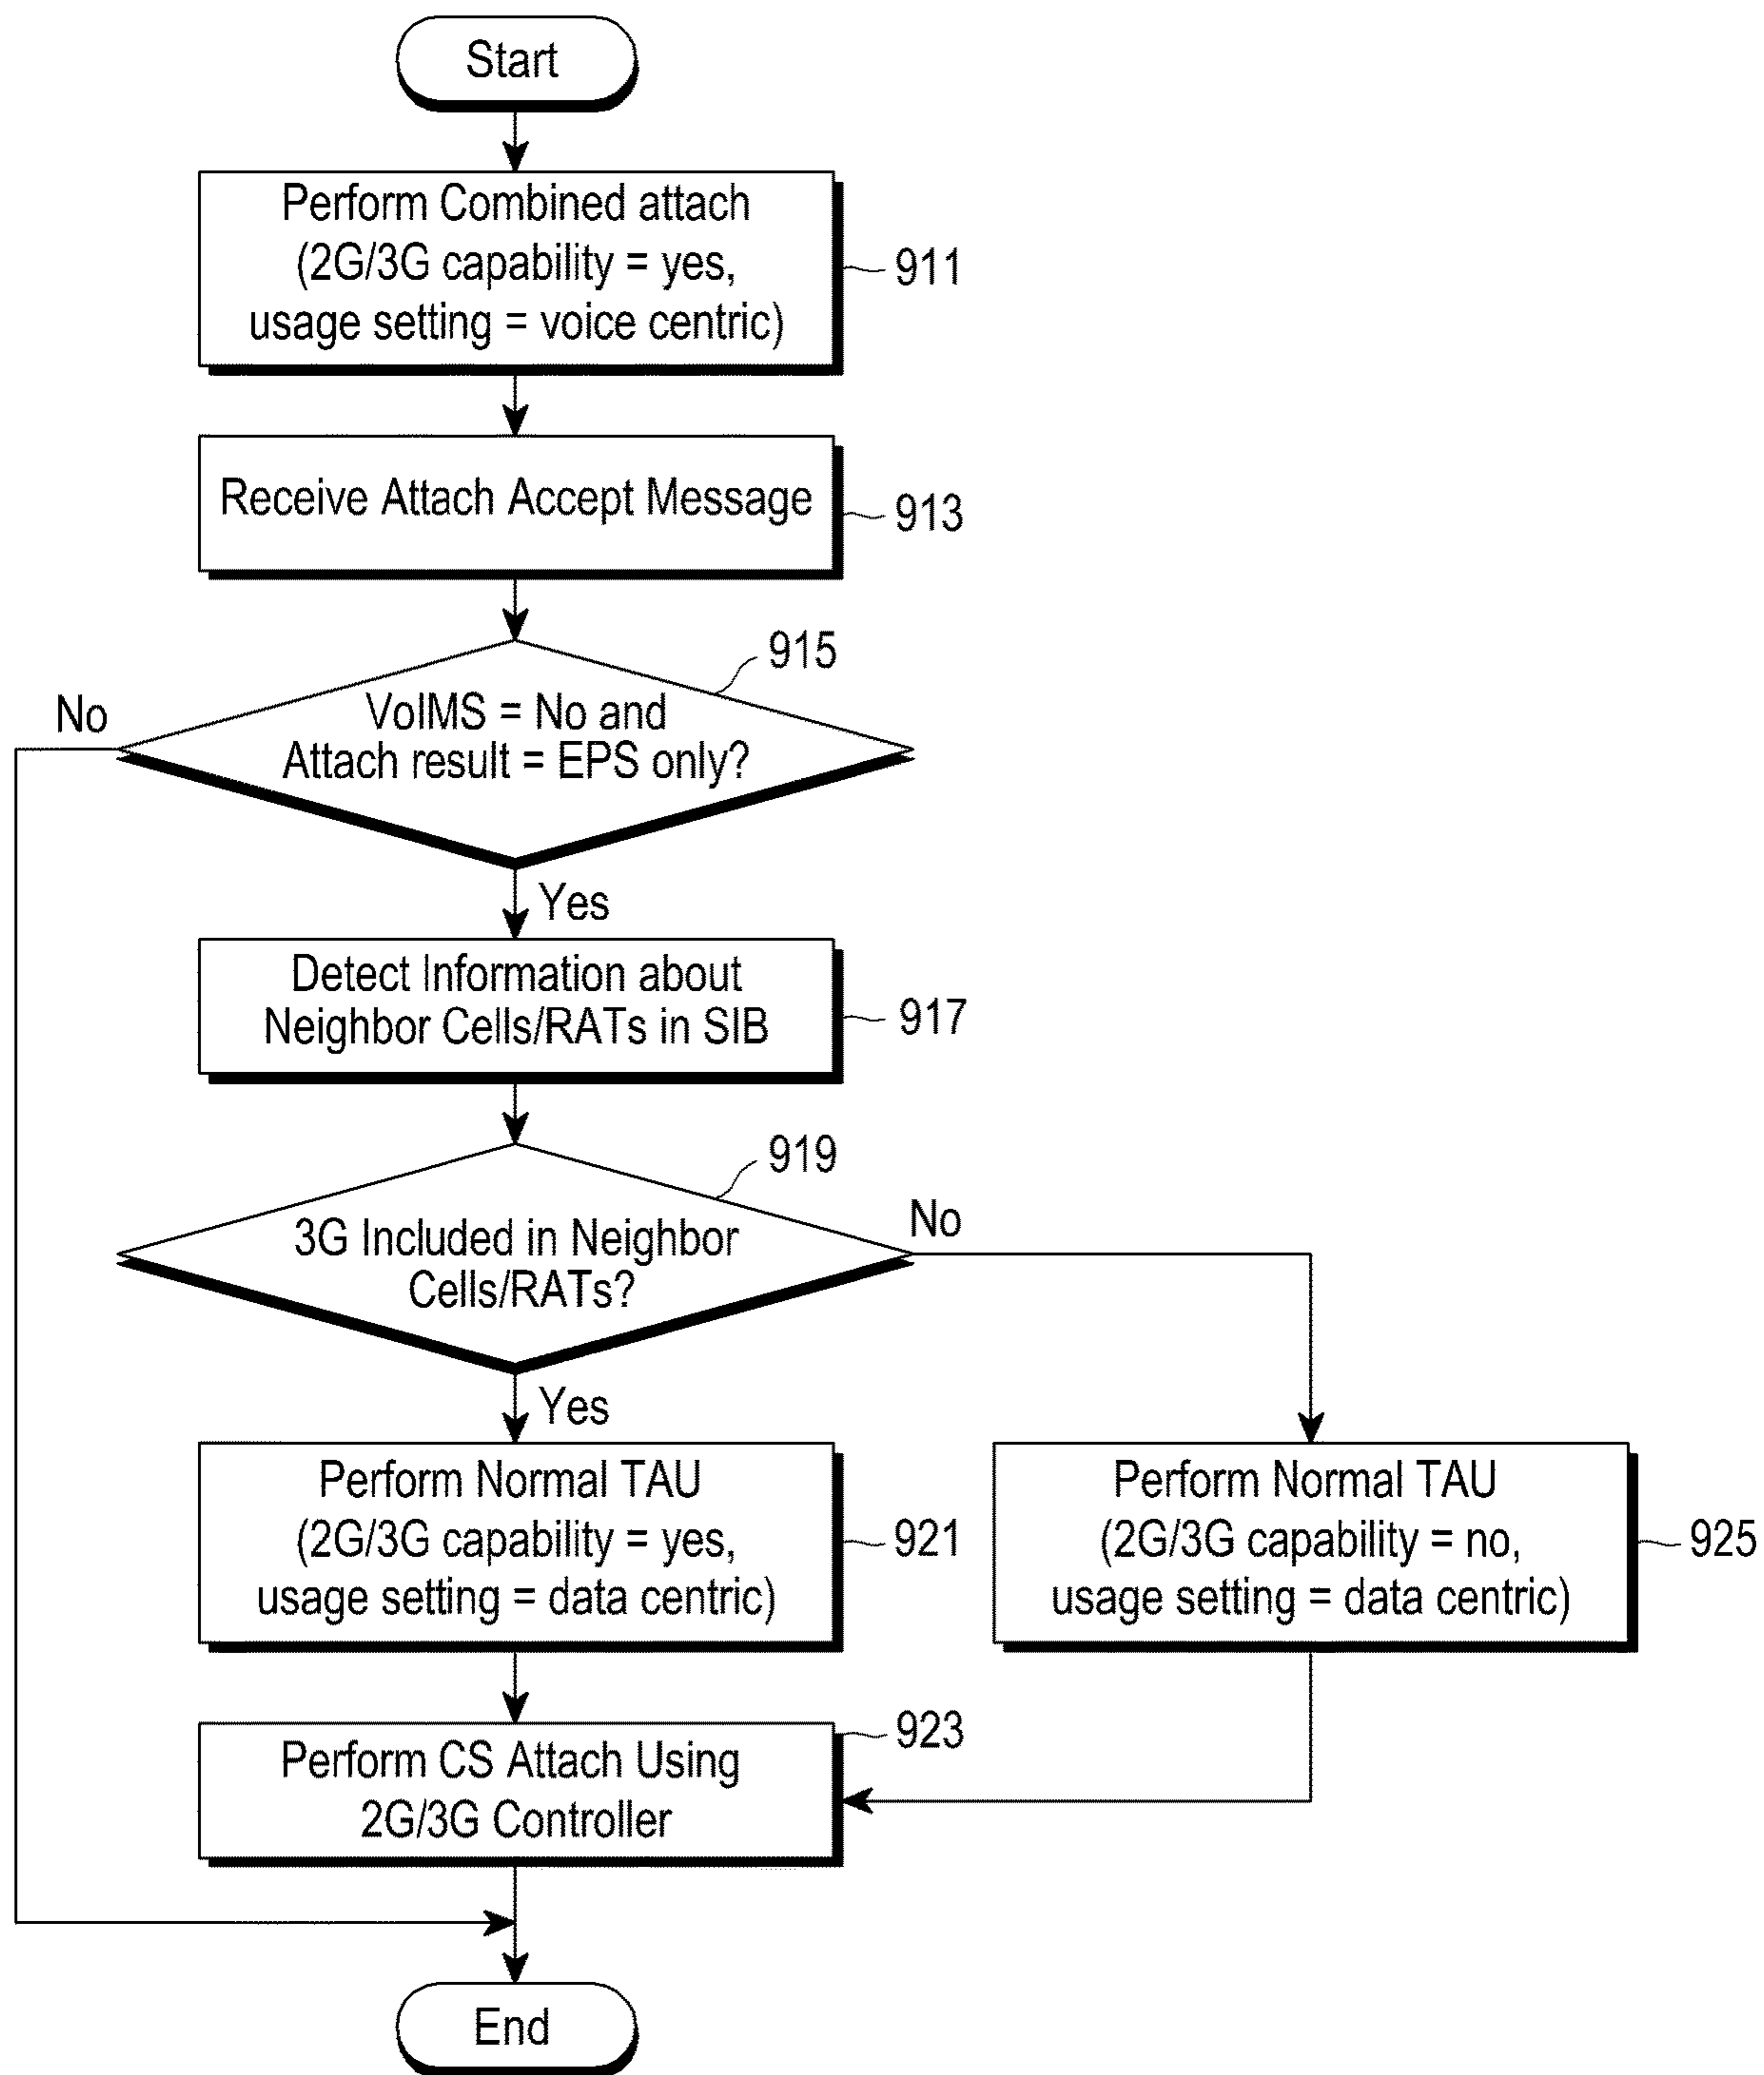 Start
Perform Combined attach
(2G/3G capability = yes,
usage setting = voice centric)
911
Receive Attach Accept Message
913
915
No
VoIMS = No and
Attach result = EPS only?
Yes
Detect Information about
Neighbor Cells/RATs in SIB
917
919
No
3G Included in Neighbor
Cells/RATs?
Yes
Perform Normal TAU
(2G/3G capability = yes,
usage setting = data centric)
921
Perform Normal TAU
(2G/3G capability = no,
usage setting = data centric)
925
923
Perform CS Attach Using
2G/3G Controller
End